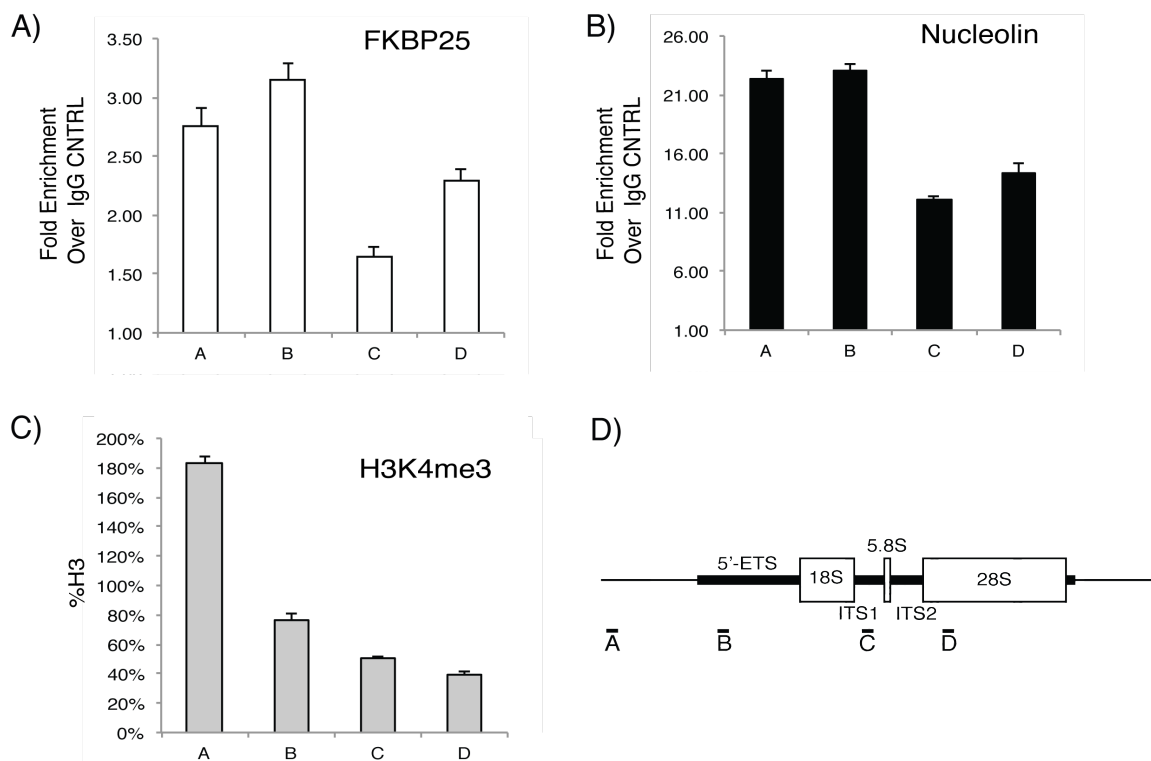 A)
FKBP25
Fold Enrichment
Over IgG CNTRL
3.50
3.00
2.50
2.00
1.50
1.00
A B C D
B)
Nucleolin
Fold Enrichment
Over IgG CNTRL
26.00
21.00
16.00
11.00
6.00
1.00
A B C D
C)
H3K4me3
%H3
200%
180%
160%
140%
120%
100%
80%
60%
40%
20%
0%
A B C D
D)
5.8S
5'-ETS
18S
28S
ITS1 ITS2
A B C D